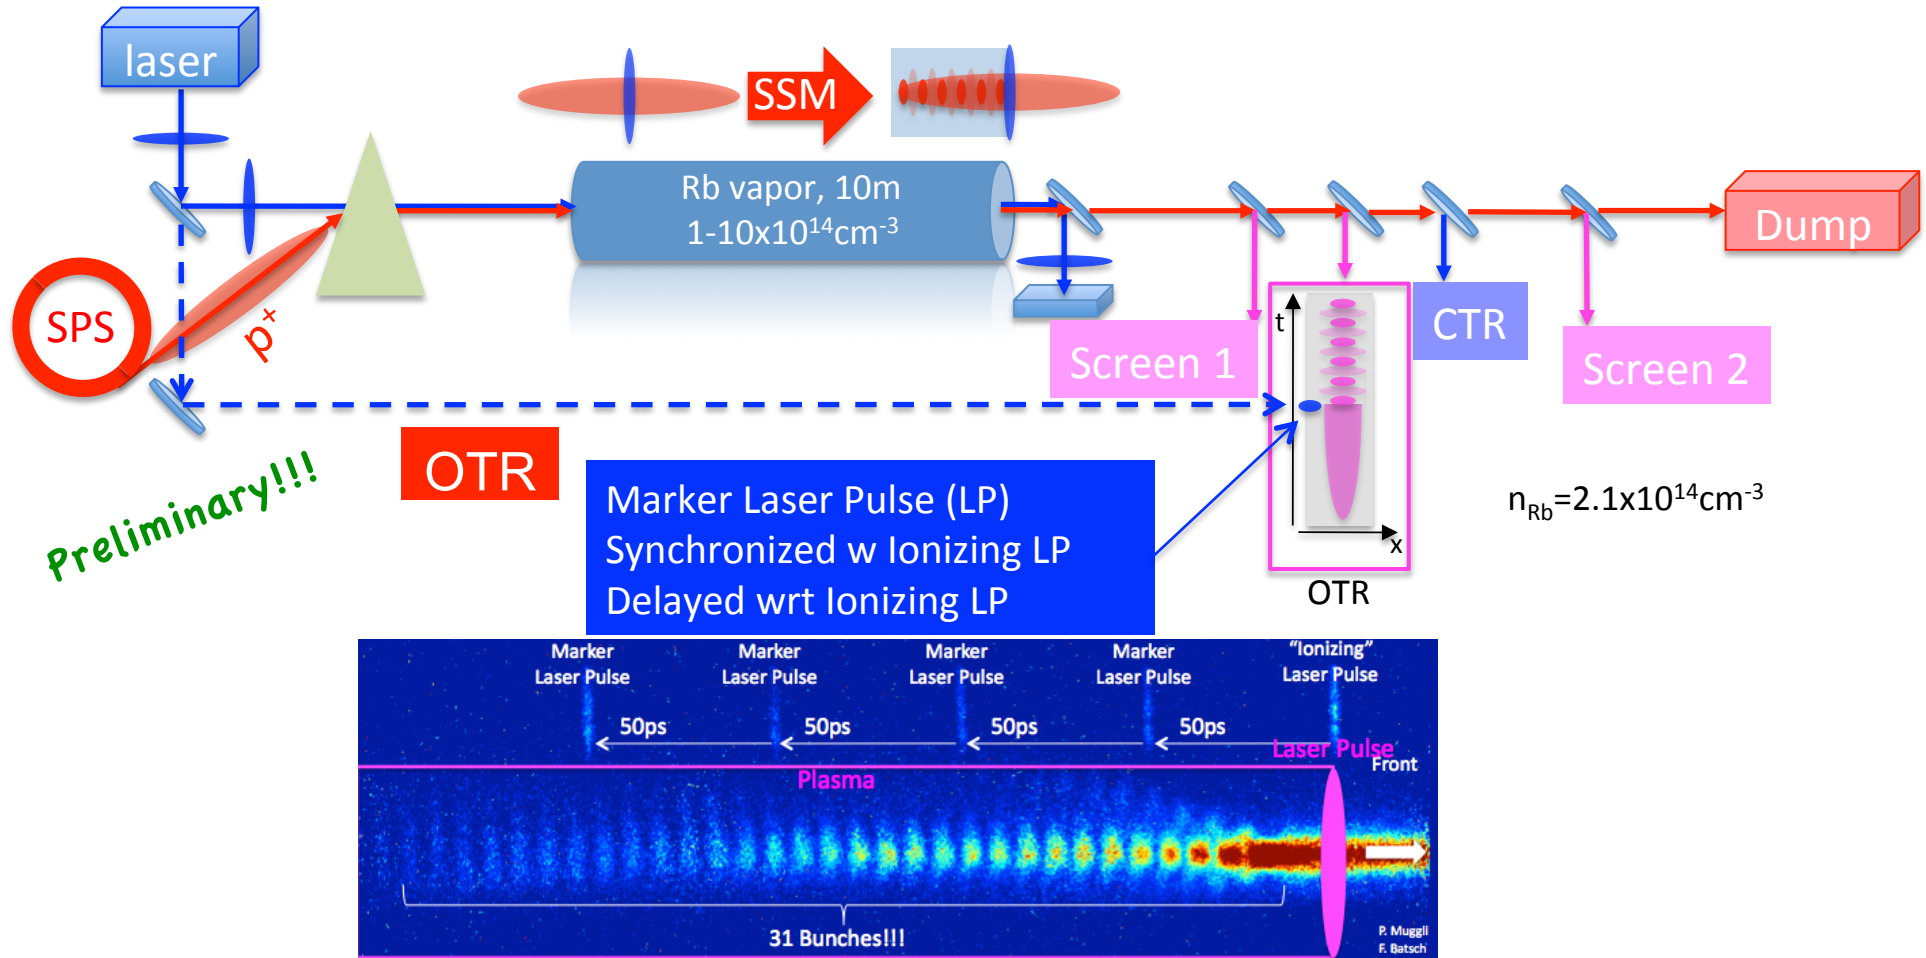 laser
SSM
Rb vapor, 10m
1-10x10¹⁴cm⁻³
Dump
SPS
p⁺
t
CTR
Screen 1
Screen 2
OTR
Preliminary!!!
Marker Laser Pulse (LP)
Synchronized w Ionizing LP
Delayed wrt Ionizing LP
x
OTR
n_Rb=2.1x10¹⁴cm⁻³
Marker
Laser Pulse
Marker
Laser Pulse
Marker
Laser Pulse
Marker
Laser Pulse
“Ionizing”
Laser Pulse
50ps
50ps
50ps
50ps
Laser Pulse
Front
Plasma
31 Bunches!!!
P. Muggli
F. Batsch